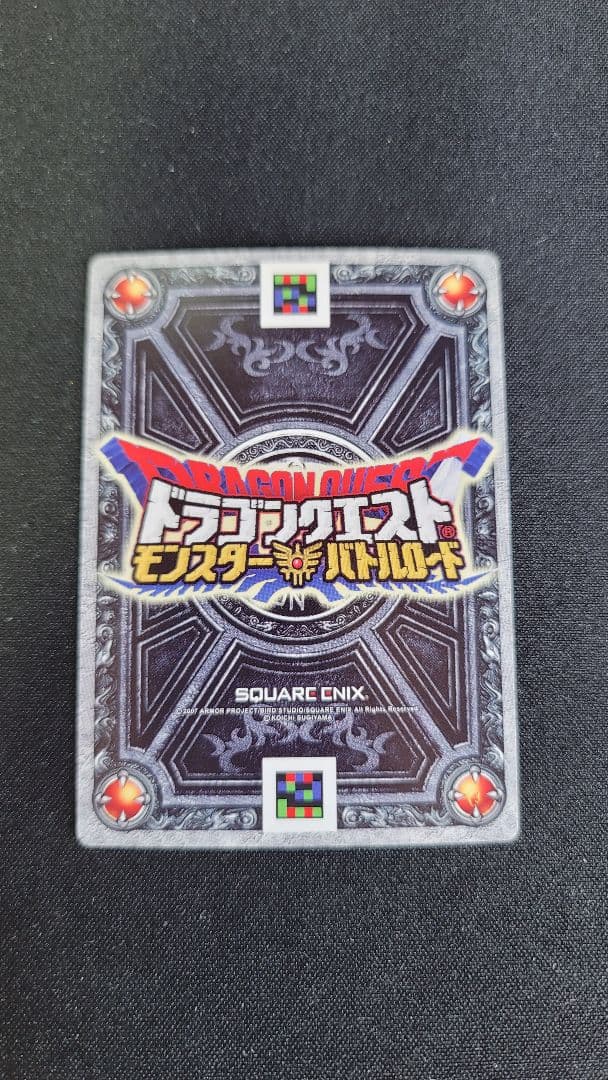 DRAGON QUEST
ドラゴンクエスト®
モンスターバトルロード
N
SQUARE ENIX®
© 2007 ARMOR PROJECT/BIRD STUDIO/SQUARE ENIX All Rights Reserved.
© KOICHI SUGIYAMA